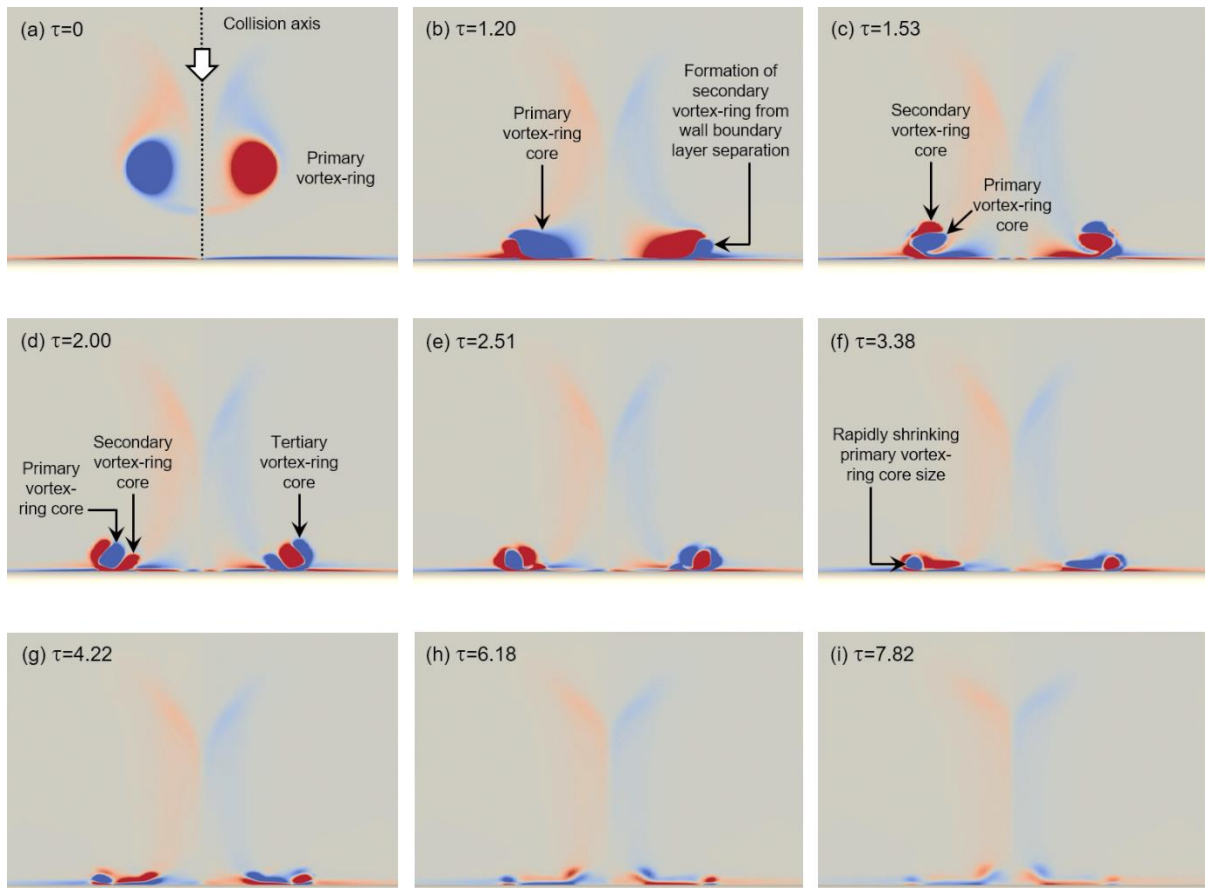 (a) τ=0
Collision axis
Primary
vortex-ring
(b) τ=1.20
Primary
vortex-ring
core
Formation of
secondary
vortex-ring from
wall boundary
layer separation
(c) τ=1.53
Secondary
vortex-ring
core
Primary
vortex-ring
core
(d) τ=2.00
Primary
vortex-
ring core
Secondary
vortex-ring
core
Tertiary
vortex-ring
core
(e) τ=2.51
(f) τ=3.38
Rapidly shrinking
primary vortex-
ring core size
(g) τ=4.22
(h) τ=6.18
(i) τ=7.82